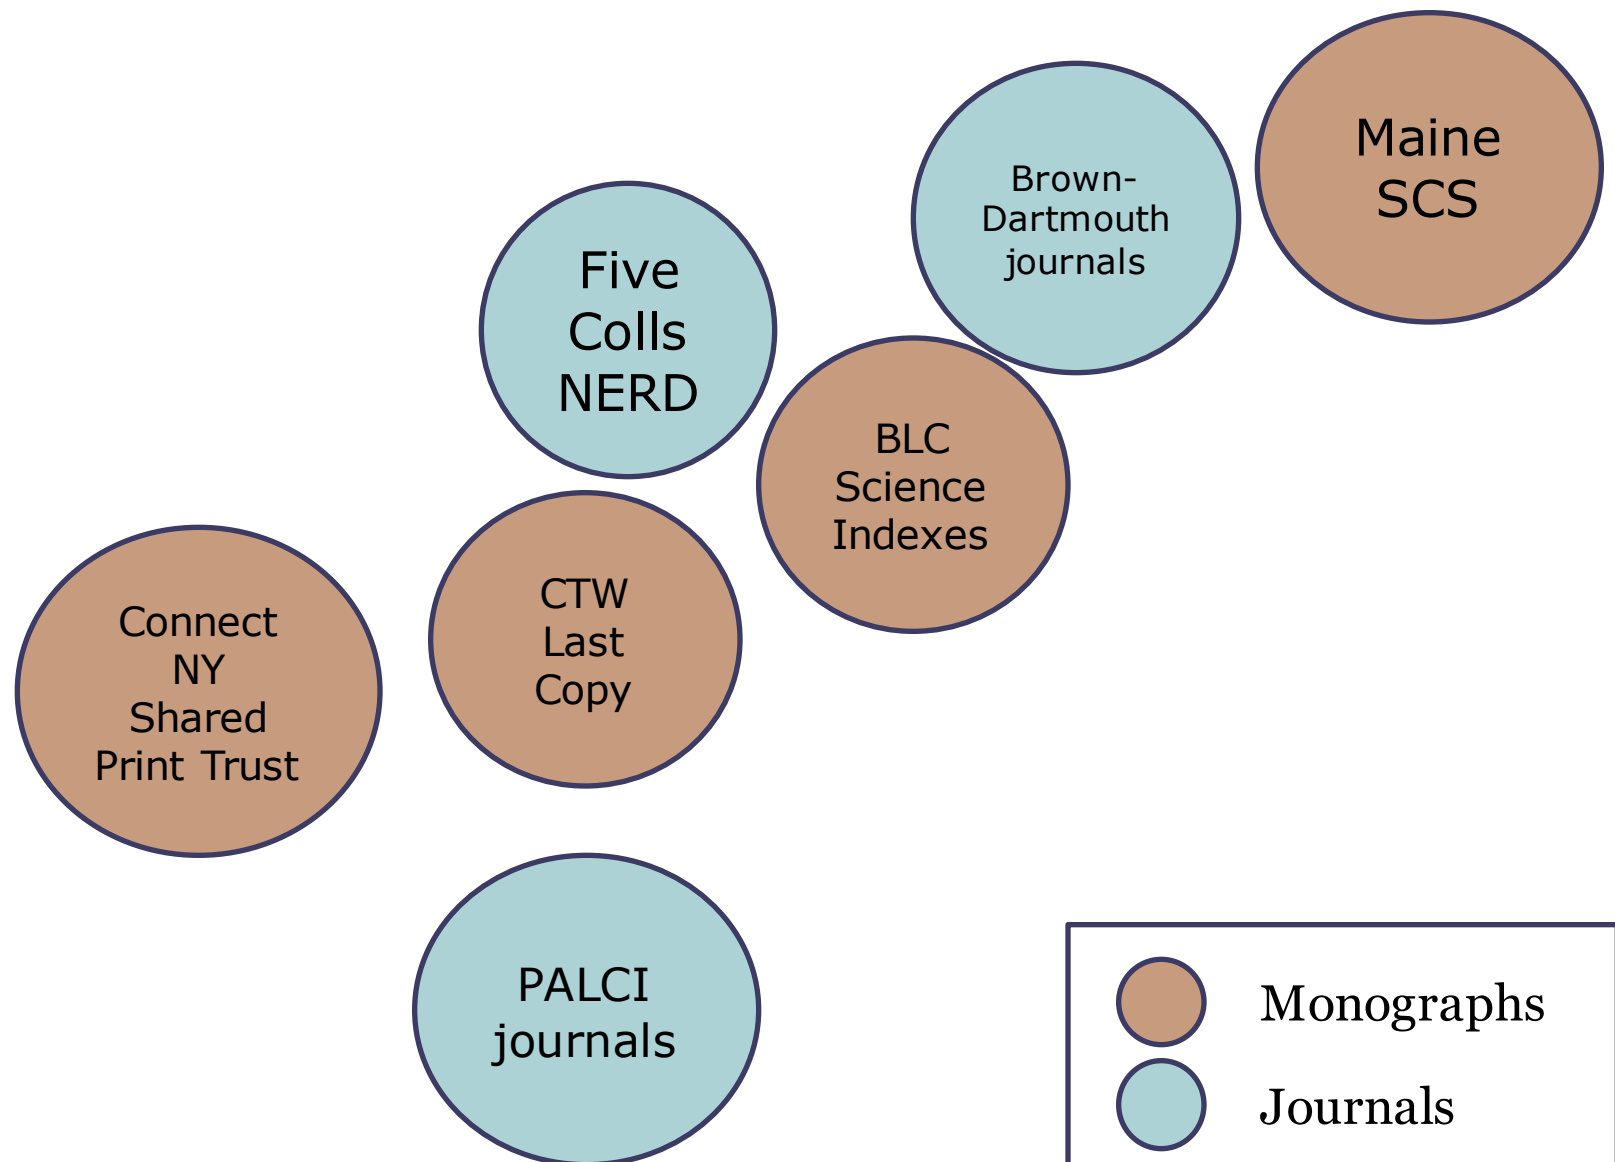 Maine
SCS
Brown-
Dartmouth
journals
Five
Colls
NERD
BLC
Science
Indexes
CTW
Last
Copy
Connect
NY
Shared
Print Trust
PALCI
journals
Monographs
Journals